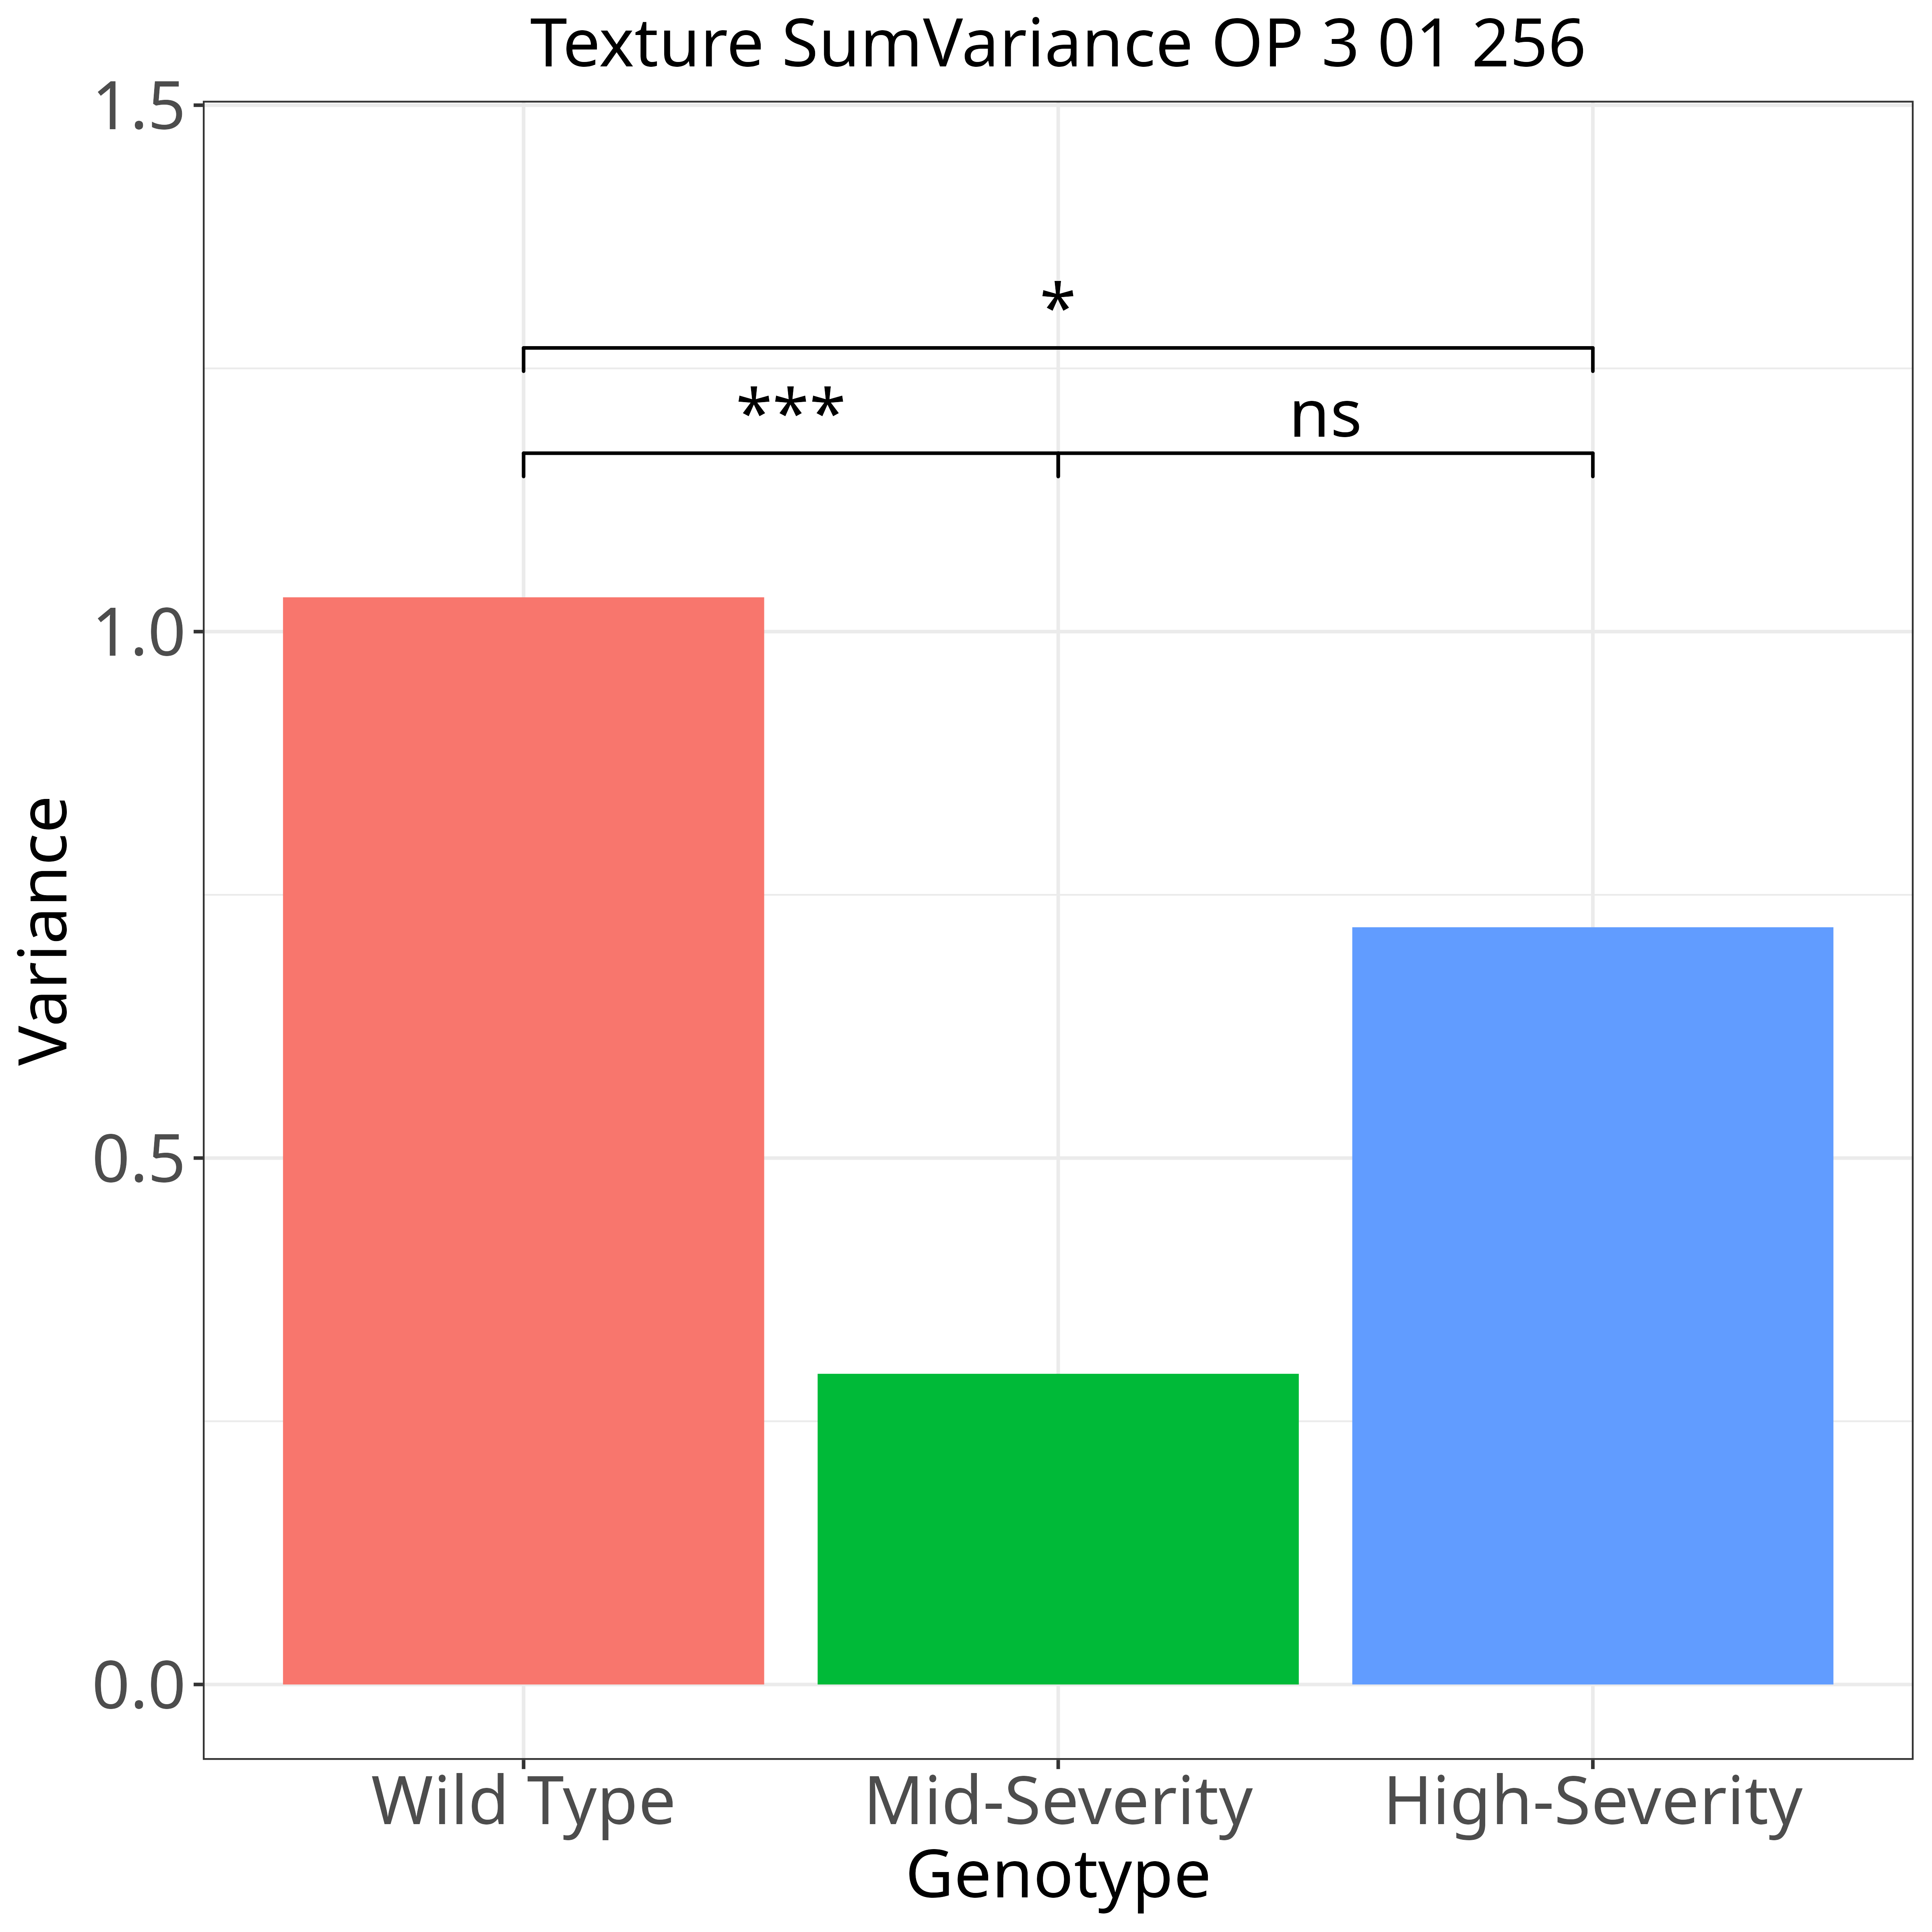 Texture SumVariance OP 3 01 256
1.5
*
***
ns
1.0
Variance
0.5
0.0
Wild Type
Mid-Severity
High-Severity
Genotype